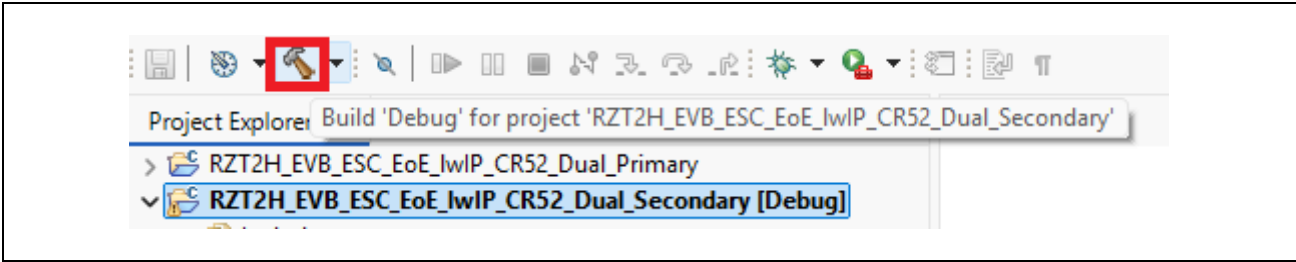 Project Explorer
Build 'Debug' for project 'RZT2H_EVB_ESC_EoE_lwIP_CR52_Dual_Secondary'
RZT2H_EVB_ESC_EoE_lwIP_CR52_Dual_Primary
RZT2H_EVB_ESC_EoE_lwIP_CR52_Dual_Secondary [Debug]